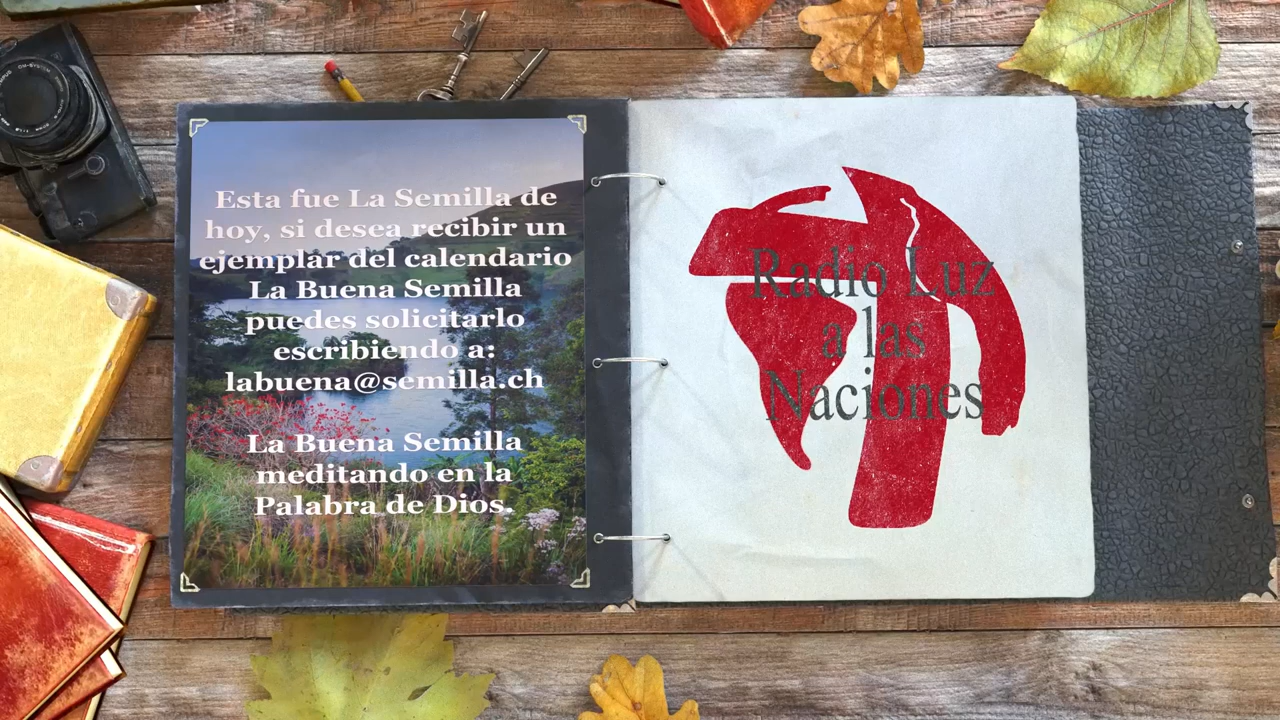 Esta fue La Semilla de
hoy, si desea recibir un
ejemplar del calendario
La Buena Semilla
puedes solicitarlo
escribiendo a:
labuena@semilla.ch
La Buena Semilla
meditando en la
Palabra de Dios.
Radio Luz
a las
Naciones